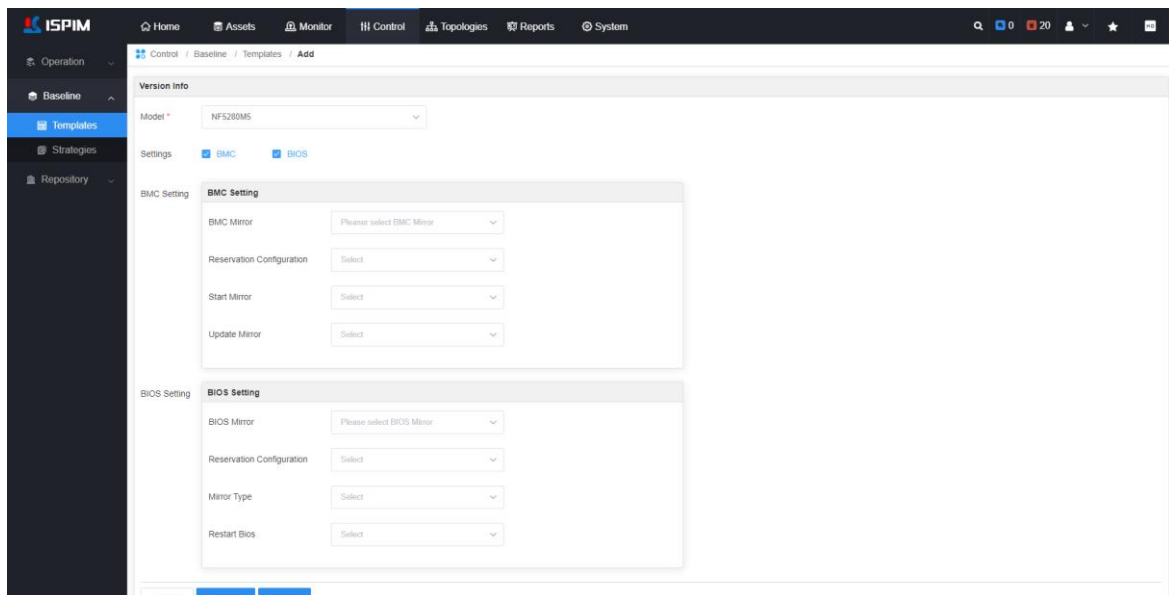 ISPIM Home Assets Monitor Control Topologies Reports System 0 20
Control / Baseline / Templates / Add
Operation
Baseline
Templates
Strategies
Repository
Version Info
Model * NF5280M5
Settings BMC BIOS
BMC Setting BMC Setting
BMC Mirror Please select BMC Mirror
Reservation Configuration Select
Start Mirror Select
Update Mirror Select
BIOS Setting BIOS Setting
BIOS Mirror Please select BIOS Mirror
Reservation Configuration Select
Mirror Type Select
Restart Bios Select